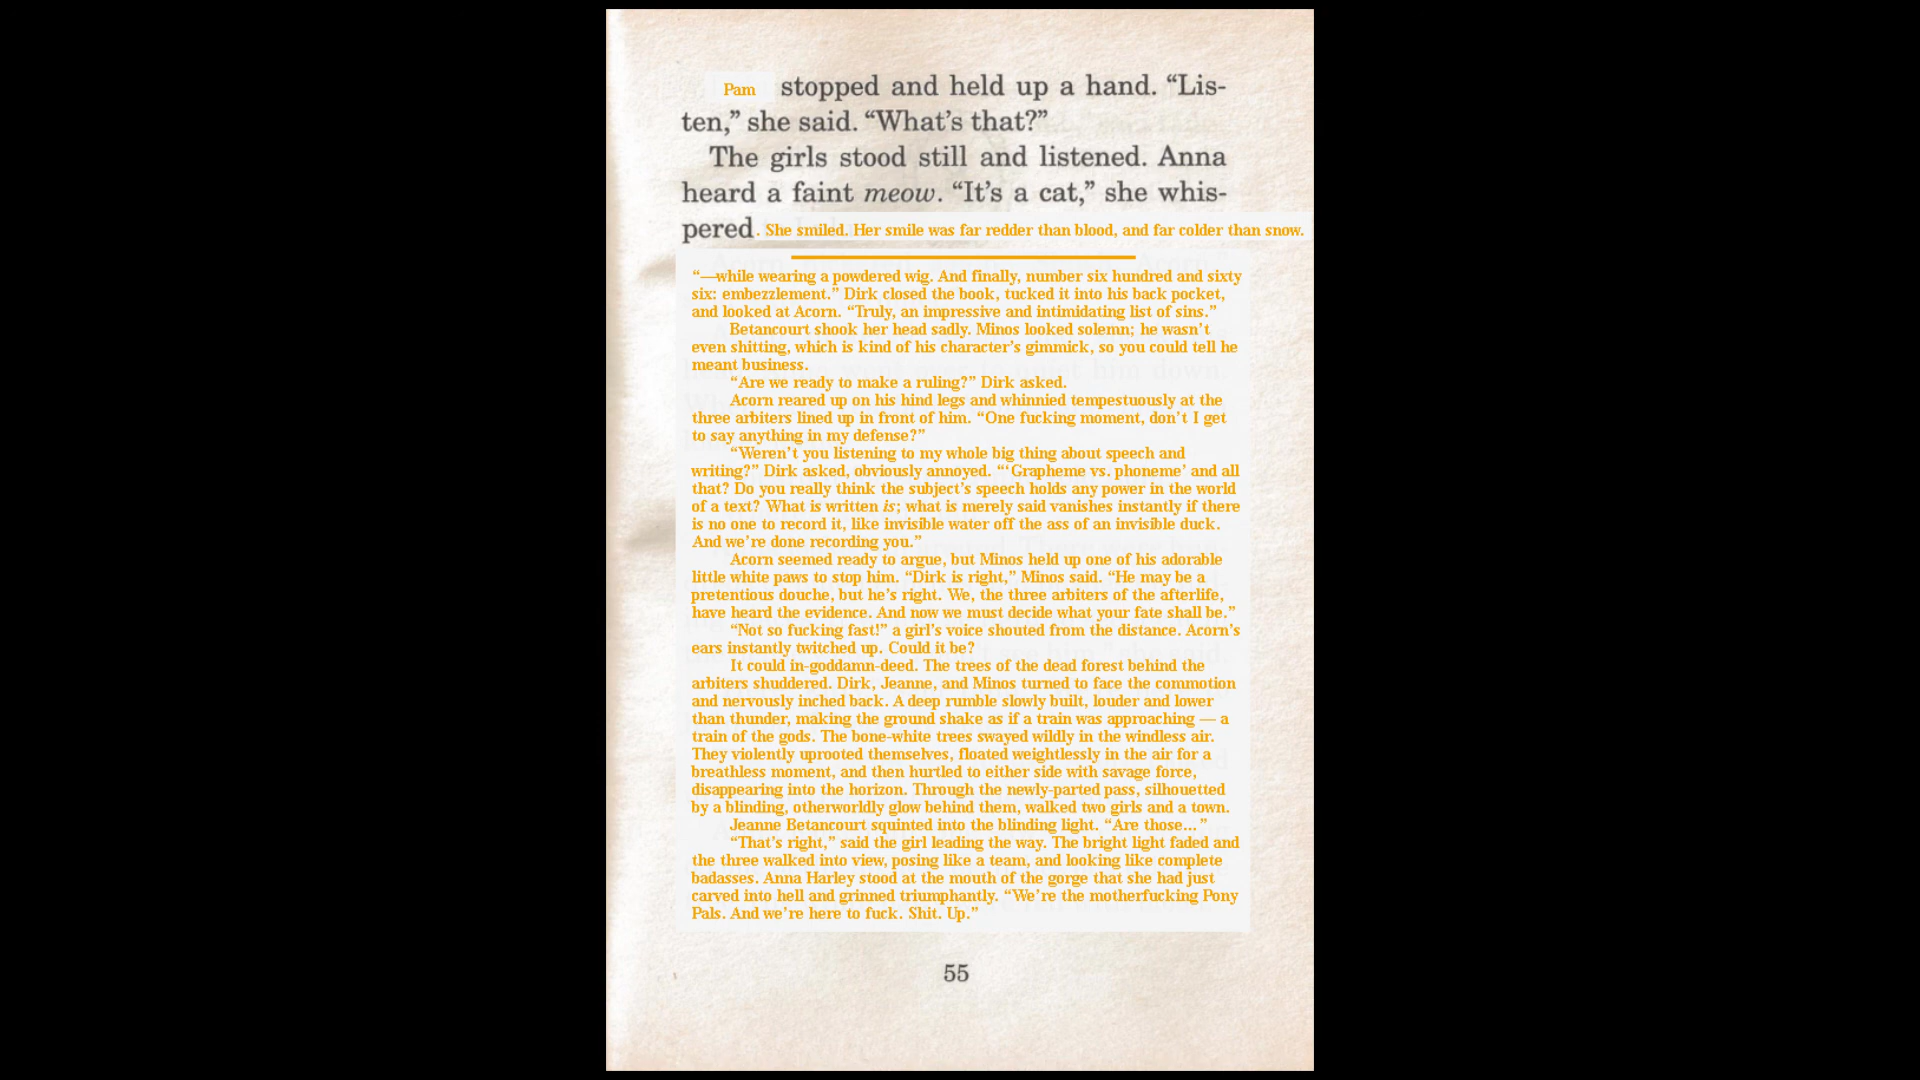 Pam stopped and held up a hand. “Lis-
ten,” she said. “What’s that?”
The girls stood still and listened. Anna
heard a faint meow. “It’s a cat,” she whis-
pered. She smiled. Her smile was far redder than blood, and far colder than snow.
“—while wearing a powdered wig. And finally, number six hundred and sixty
six: embezzlement.” Dirk closed the book, tucked it into his back pocket,
and looked at Acorn. “Truly, an impressive and intimidating list of sins.”
Betancourt shook her head sadly. Minos looked solemn; he wasn’t
even shitting, which is kind of his character’s gimmick, so you could tell he
meant business.
“Are we ready to make a ruling?” Dirk asked.
Acorn reared up on his hind legs and whinnied tempestuously at the
three arbiters lined up in front of him. “One fucking moment, don’t I get
to say anything in my defense?”
“Weren’t you listening to my whole big thing about speech and
writing?” Dirk asked, obviously annoyed. “‘Grapheme vs. phoneme’ and all
that? Do you really think the subject’s speech holds any power in the world
of a text? What is written is; what is merely said vanishes instantly if there
is no one to record it, like invisible water off the ass of an invisible duck.
And we’re done recording you.”
Acorn seemed ready to argue, but Minos held up one of his adorable
little white paws to stop him. “Dirk is right,” Minos said. “He may be a
pretentious douche, but he’s right. We, the three arbiters of the afterlife,
have heard the evidence. And now we must decide what your fate shall be.”
“Not so fucking fast!” a girl’s voice shouted from the distance. Acorn’s
ears instantly twitched up. Could it be?
It could in-goddamn-deed. The trees of the dead forest behind the
arbiters shuddered. Dirk, Jeanne, and Minos turned to face the commotion
and nervously inched back. A deep rumble slowly built, louder and lower
than thunder, making the ground shake as if a train was approaching — a
train of the gods. The bone-white trees swayed wildly in the windless air.
They violently uprooted themselves, floated weightlessly in the air for a
breathless moment, and then hurtled to either side with savage force,
disappearing into the horizon. Through the newly-parted pass, silhouetted
by a blinding, otherworldly glow behind them, walked two girls and a town.
Jeanne Betancourt squinted into the blinding light. “Are those...”
“That’s right,” said the girl leading the way. The bright light faded and
the three walked into view, posing like a team, and looking like complete
badasses. Anna Harley stood at the mouth of the gorge that she had just
carved into hell and grinned triumphantly. “We’re the motherfucking Pony
Pals. And we’re here to fuck. Shit. Up.”
55